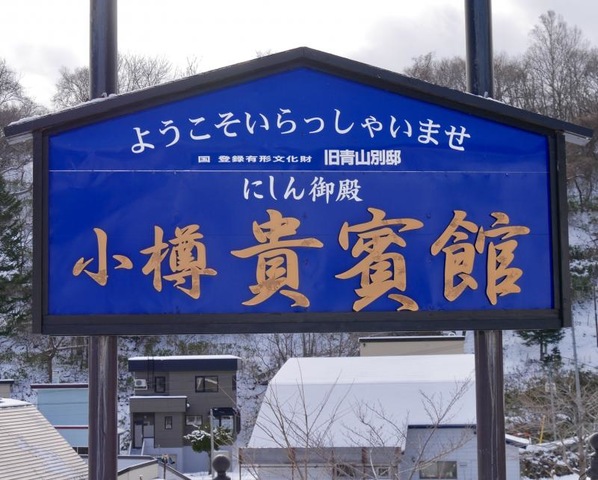 ようこそいらっしゃいませ
国 登録有形文化財 旧青山別邸
にしん御殿
小樽 貴賓館